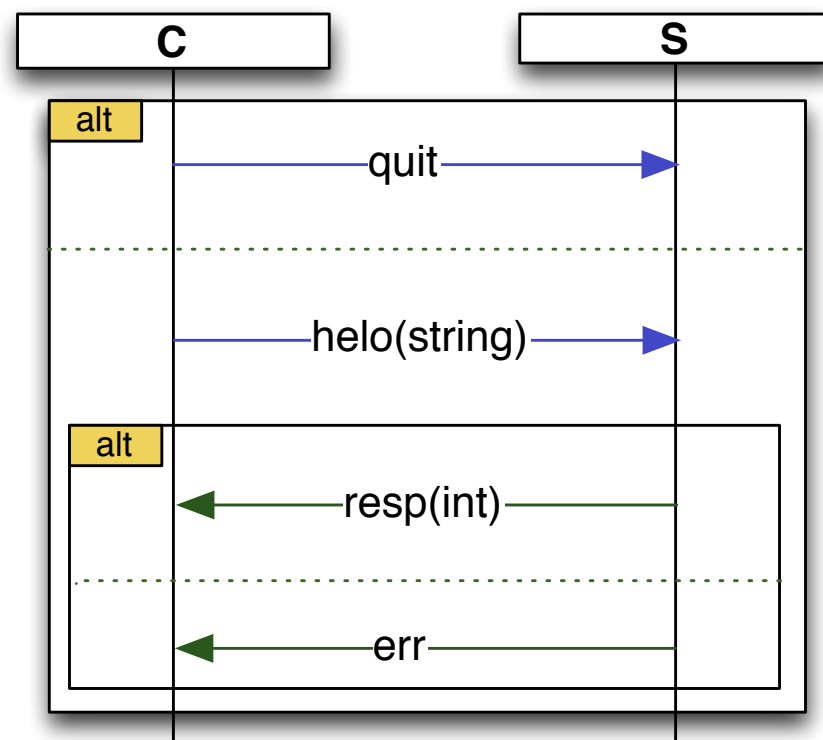 C
S
alt
quit
helo(string)
alt
resp(int)
err